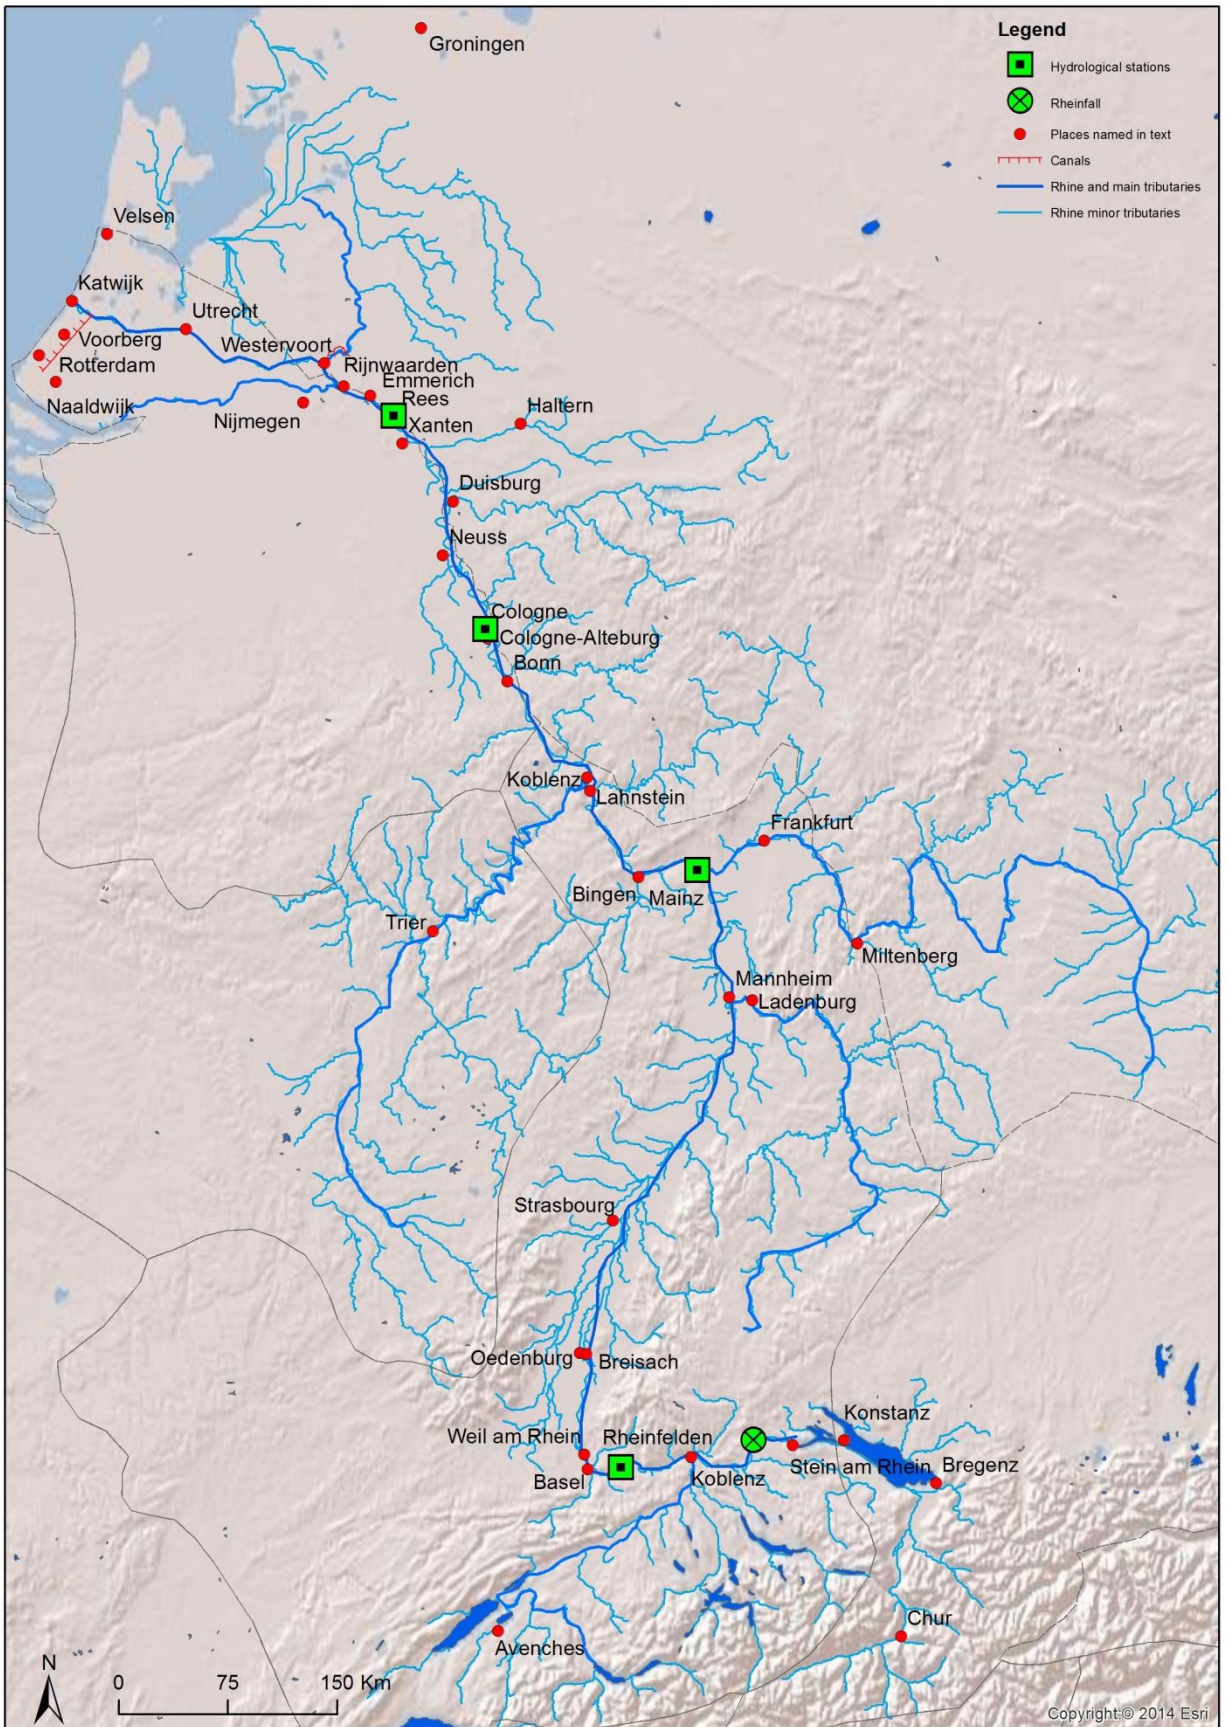 Groningen
Legend
Hydrological stations
Rheinfall
Places named in text
Canals
Rhine and main tributaries
Rhine minor tributaries
Velsen
Katwijk
Utrecht
Voorberg
Westervoort
Rotterdam
Rijnwaarden
Emmerich
Naaldwijk
Rees
Haltern
Nijmegen
Xanten
Duisburg
Neuss
Cologne
Cologne-Alteburg
Bonn
Koblenz
Lahnstein
Frankfurt
Bingen
Mainz
Trier
Miltenberg
Mannheim
Ladenburg
Strasbourg
Oedenburg
Breisach
Konstanz
Weil am Rhein
Rheinfelden
Stein am Rhein
Bregenz
Basel
Koblenz
Chur
Avenches
N
0 75 150 Km
Copyright:© 2014 Esri